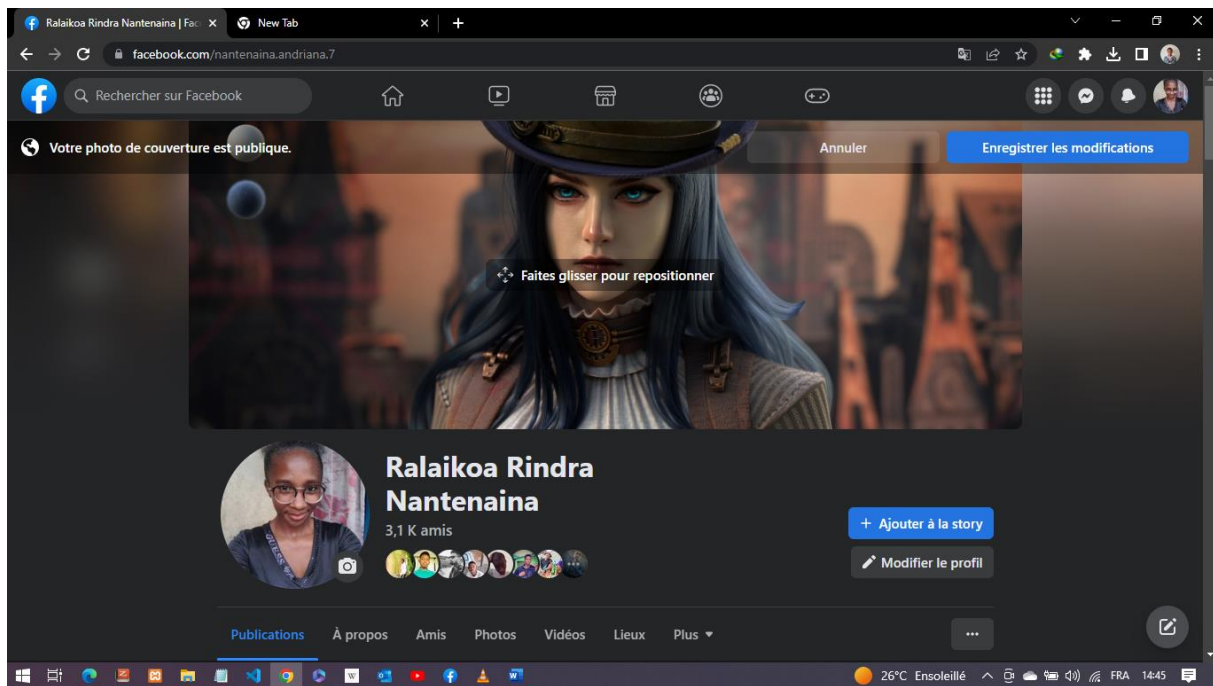 Ralaikoa Rindra Nantenaina | Fac
New Tab
facebook.com/nantenaina.andriana.7
Rechercher sur Facebook
Votre photo de couverture est publique.
Annuler
Enregistrer les modifications
Faites glisser pour repositionner
Ralaikoa Rindra
Nantenaina
3,1 K amis
+ Ajouter à la story
Modifier le profil
GUESS
Publications
À propos
Amis
Photos
Vidéos
Lieux
Plus
26°C Ensoleillé
FRA
14:45